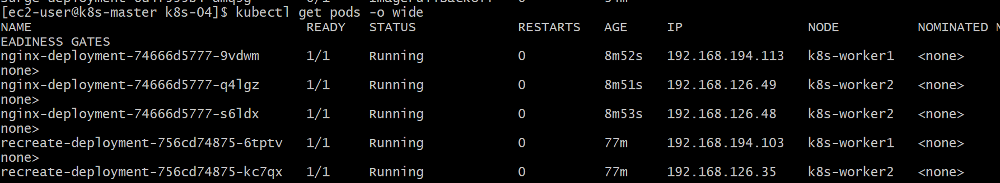 [ec2-user@k8s-master k8s-04]$ kubectl get pods -o wide
NAME READY STATUS RESTARTS AGE IP NODE NOMINATED N
EADINESS GATES
nginx-deployment-74666d5777-9vdwm 1/1 Running 0 8m52s 192.168.194.113 k8s-worker1 <none>
none>
nginx-deployment-74666d5777-q4lgz 1/1 Running 0 8m51s 192.168.126.49 k8s-worker2 <none>
none>
nginx-deployment-74666d5777-s6ldx 1/1 Running 0 8m53s 192.168.126.48 k8s-worker2 <none>
none>
recreate-deployment-756cd74875-6tptv 1/1 Running 0 77m 192.168.194.103 k8s-worker1 <none>
none>
recreate-deployment-756cd74875-kc7qx 1/1 Running 0 77m 192.168.126.35 k8s-worker2 <none>